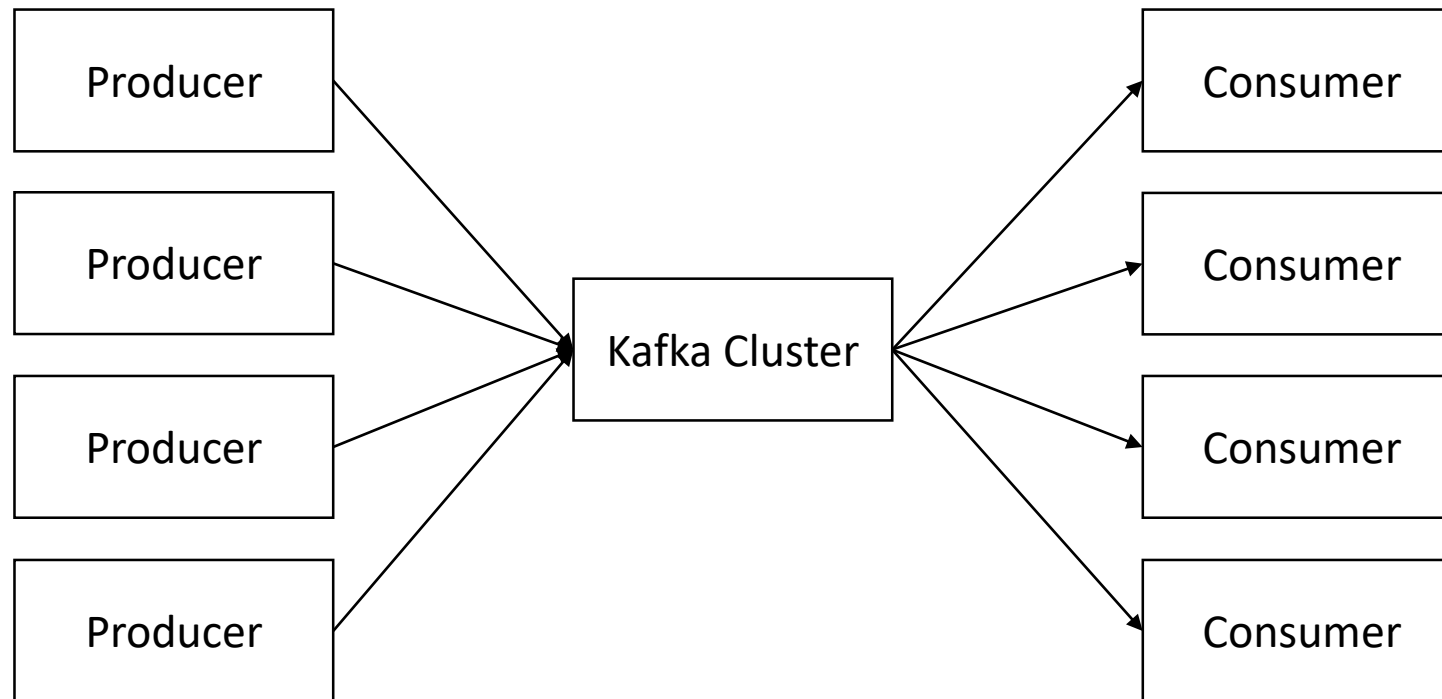 Producer
Producer
Producer
Producer
Kafka Cluster
Consumer
Consumer
Consumer
Consumer